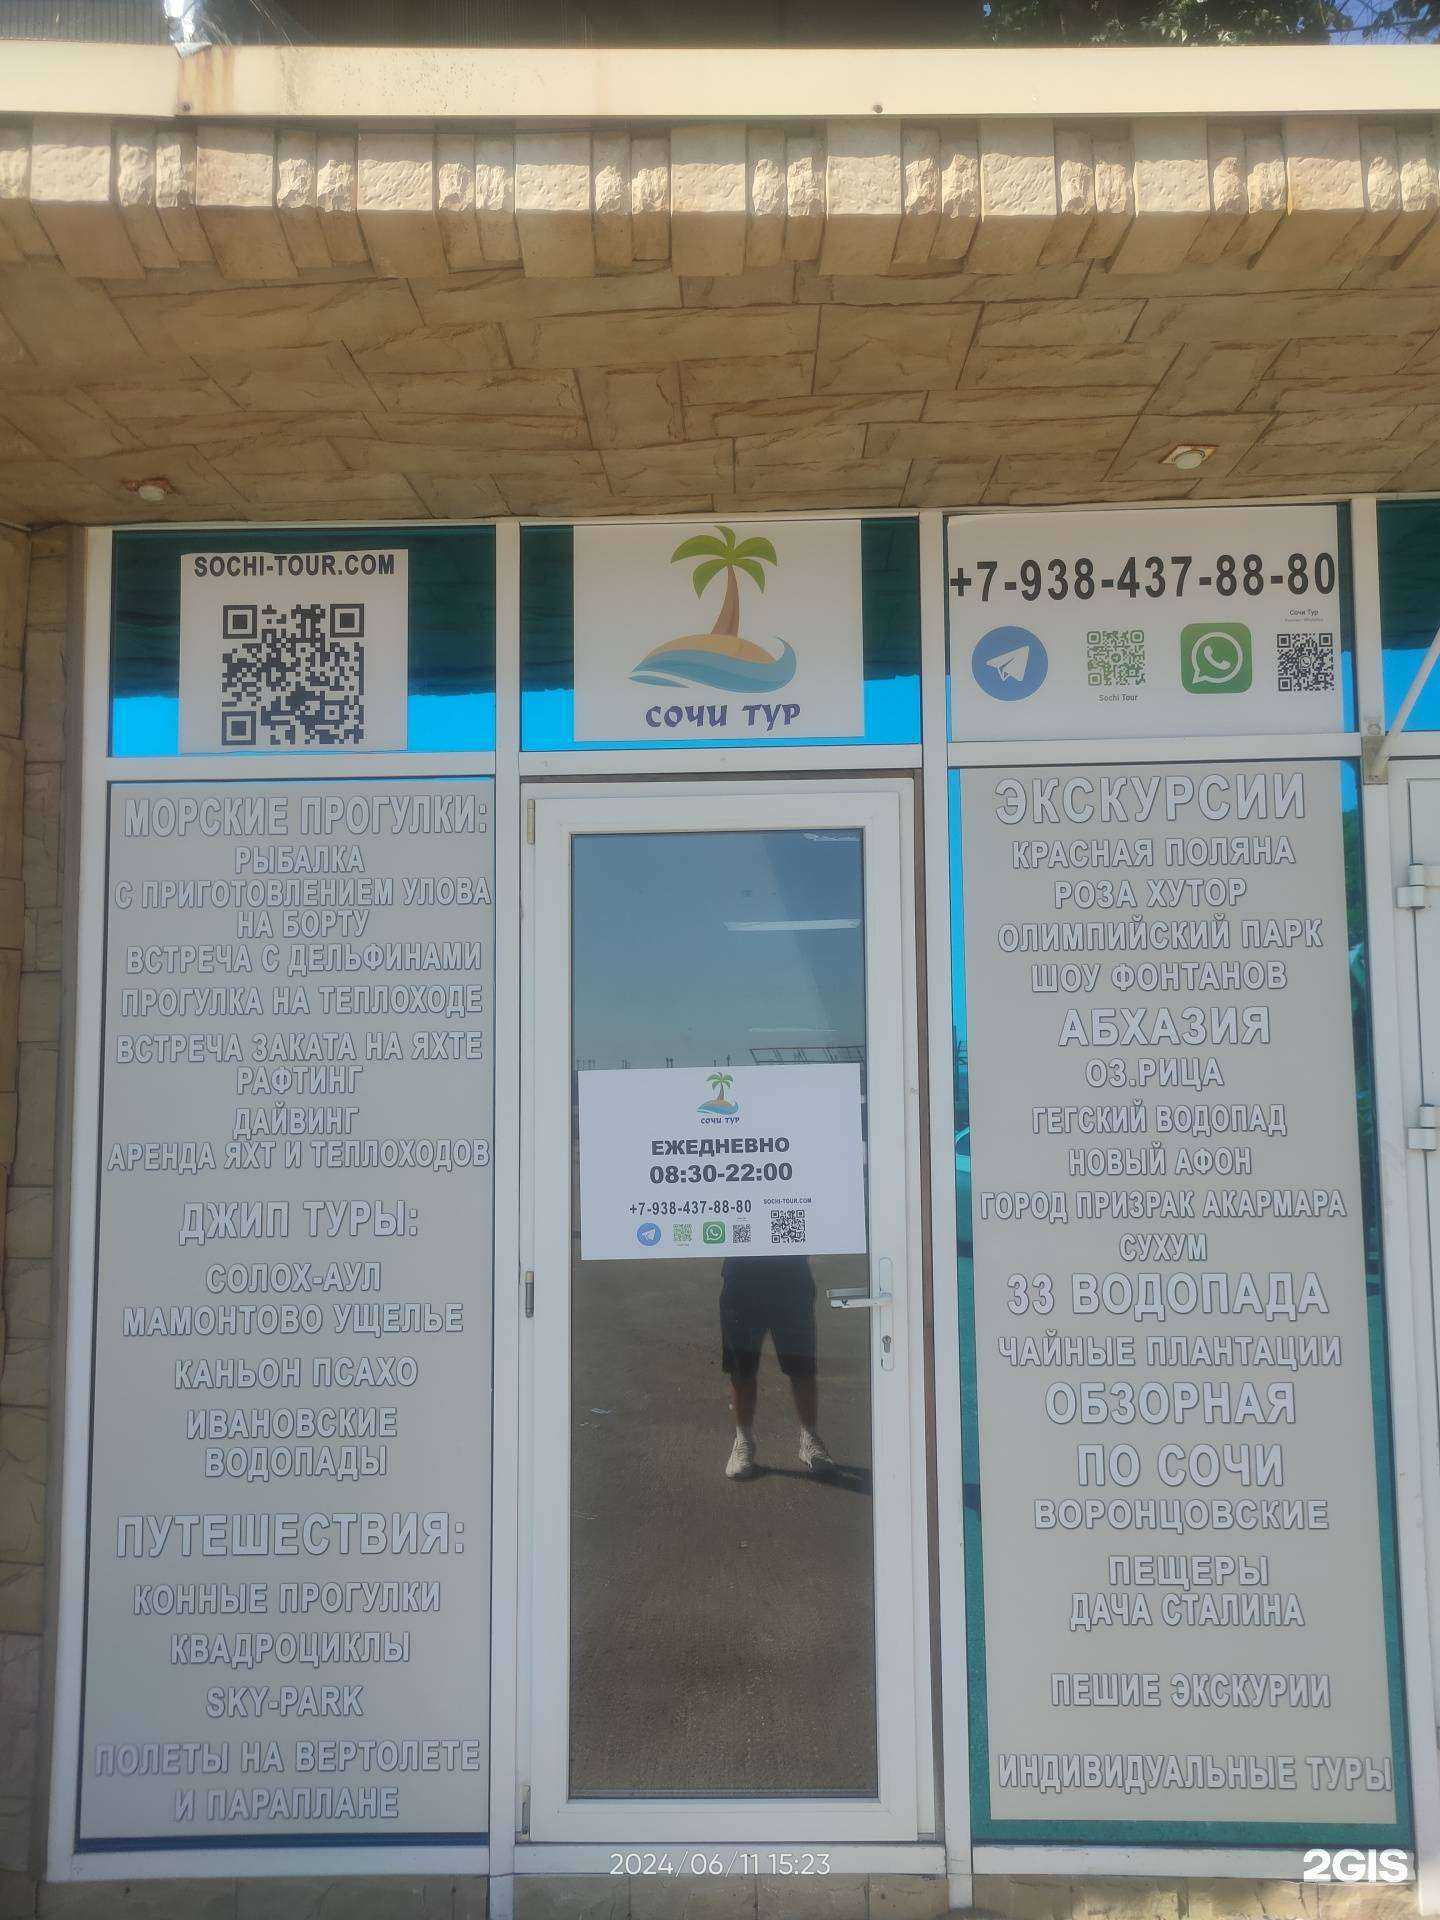 SOCHI-TOUR.COM
СОЧИ ТУР
+7-938-437-88-80
Сочи Тур
Sochi Tour
МОРСКИЕ ПРОГУЛКИ:
РЫБАЛКА
С ПРИГОТОВЛЕНИЕМ УЛОВА
НА БОРТУ
ВСТРЕЧА С ДЕЛЬФИНАМИ
ПРОГУЛКА НА ТЕПЛОХОДЕ
ВСТРЕЧА ЗАКАТА НА ЯХТЕ
РАФТИНГ
ДАЙВИНГ
АРЕНДА ЯХТ И ТЕПЛОХОДОВ
ДЖИП ТУРЫ:
СОЛОХ-АУЛ
МАМОНТОВО УЩЕЛЬЕ
КАНЬОН ПСАХО
ИВАНОВСКИЕ
ВОДОПАДЫ
ПУТЕШЕСТВИЯ:
КОННЫЕ ПРОГУЛКИ
КВАДРОЦИКЛЫ
SKY-PARK
ПОЛЕТЫ НА ВЕРТОЛЕТЕ
И ПАРАПЛАНЕ
СОЧИ ТУР
ЕЖЕДНЕВНО
08:30-22:00
+7-938-437-88-80
SOCHI-TOUR.COM
ЭКСКУРСИИ
КРАСНАЯ ПОЛЯНА
РОЗА ХУТОР
ОЛИМПИЙСКИЙ ПАРК
ШОУ ФОНТАНОВ
АБХАЗИЯ
ОЗ.РИЦА
ГЕГСКИЙ ВОДОПАД
НОВЫЙ АФОН
ГОРОД ПРИЗРАК АКАРМАРА
СУХУМ
33 ВОДОПАДА
ЧАЙНЫЕ ПЛАНТАЦИИ
ОБЗОРНАЯ
ПО СОЧИ
ВОРОНЦОВСКИЕ
ПЕЩЕРЫ
ДАЧА СТАЛИНА
ПЕШИЕ ЭКСКУРИИ
ИНДИВИДУАЛЬНЫЕ ТУРЫ
2024/06/11 15:23
2GIS